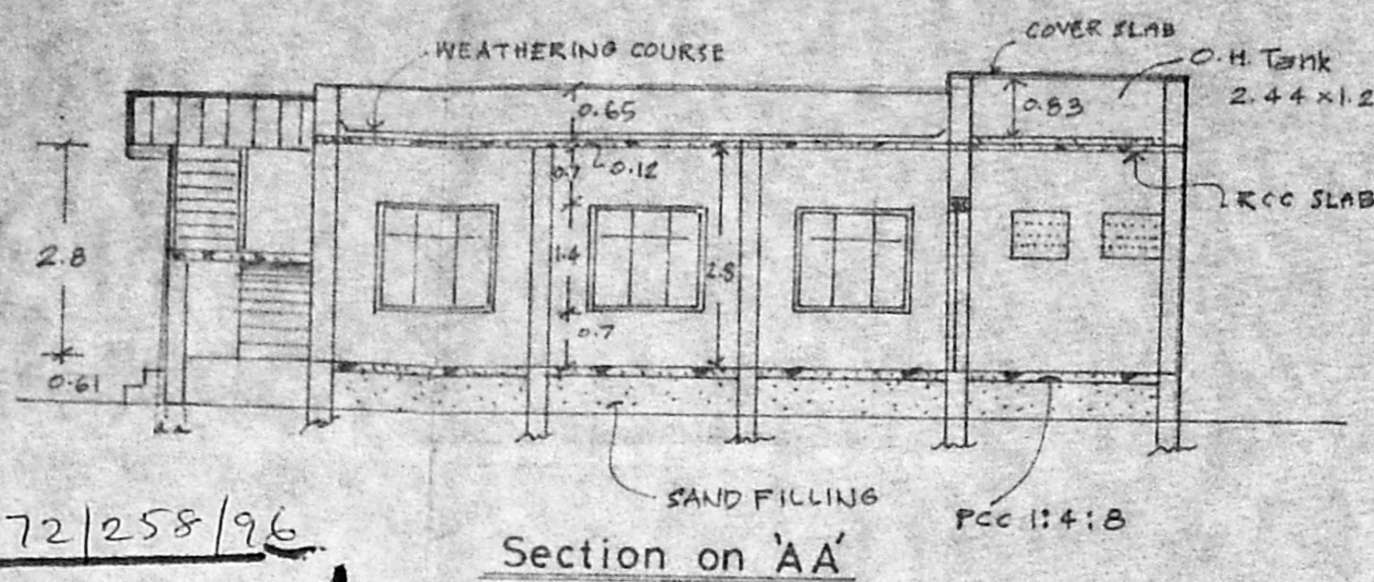 WEATHERING COURSE
COVER SLAB
O.H. Tank
2.44 x 1.2
0.65
0.83
0.7
0.12
RCC SLAB
2.8
1.4
2.8
0.7
0.61
SAND FILLING
PCC 1:4:8
72/258/96
Section on 'AA'